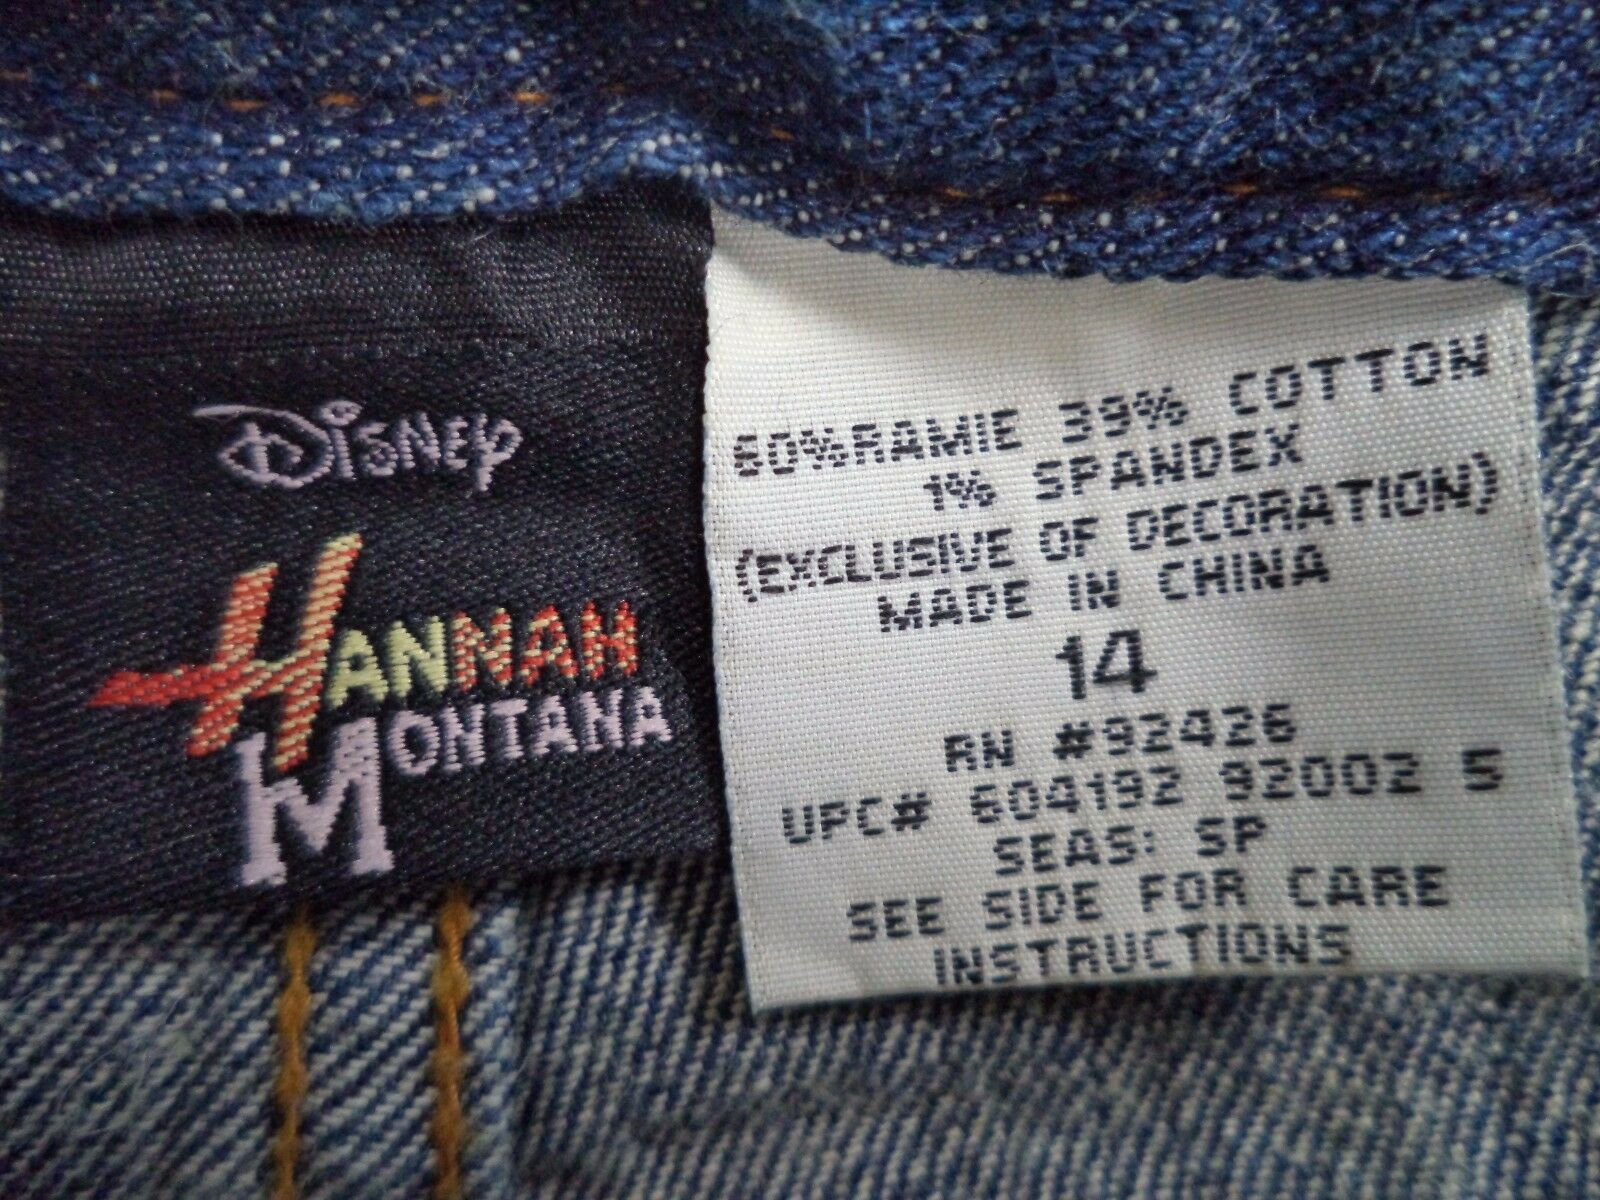 Disney
HANNAH
MONTANA
60%RAMIE 39% COTTON
1% SPANDEX
(EXCLUSIVE OF DECORATION)
MADE IN CHINA
14
RN #92426
UPC# 604192 92002 5
SEAS: SP
SEE SIDE FOR CARE
INSTRUCTIONS